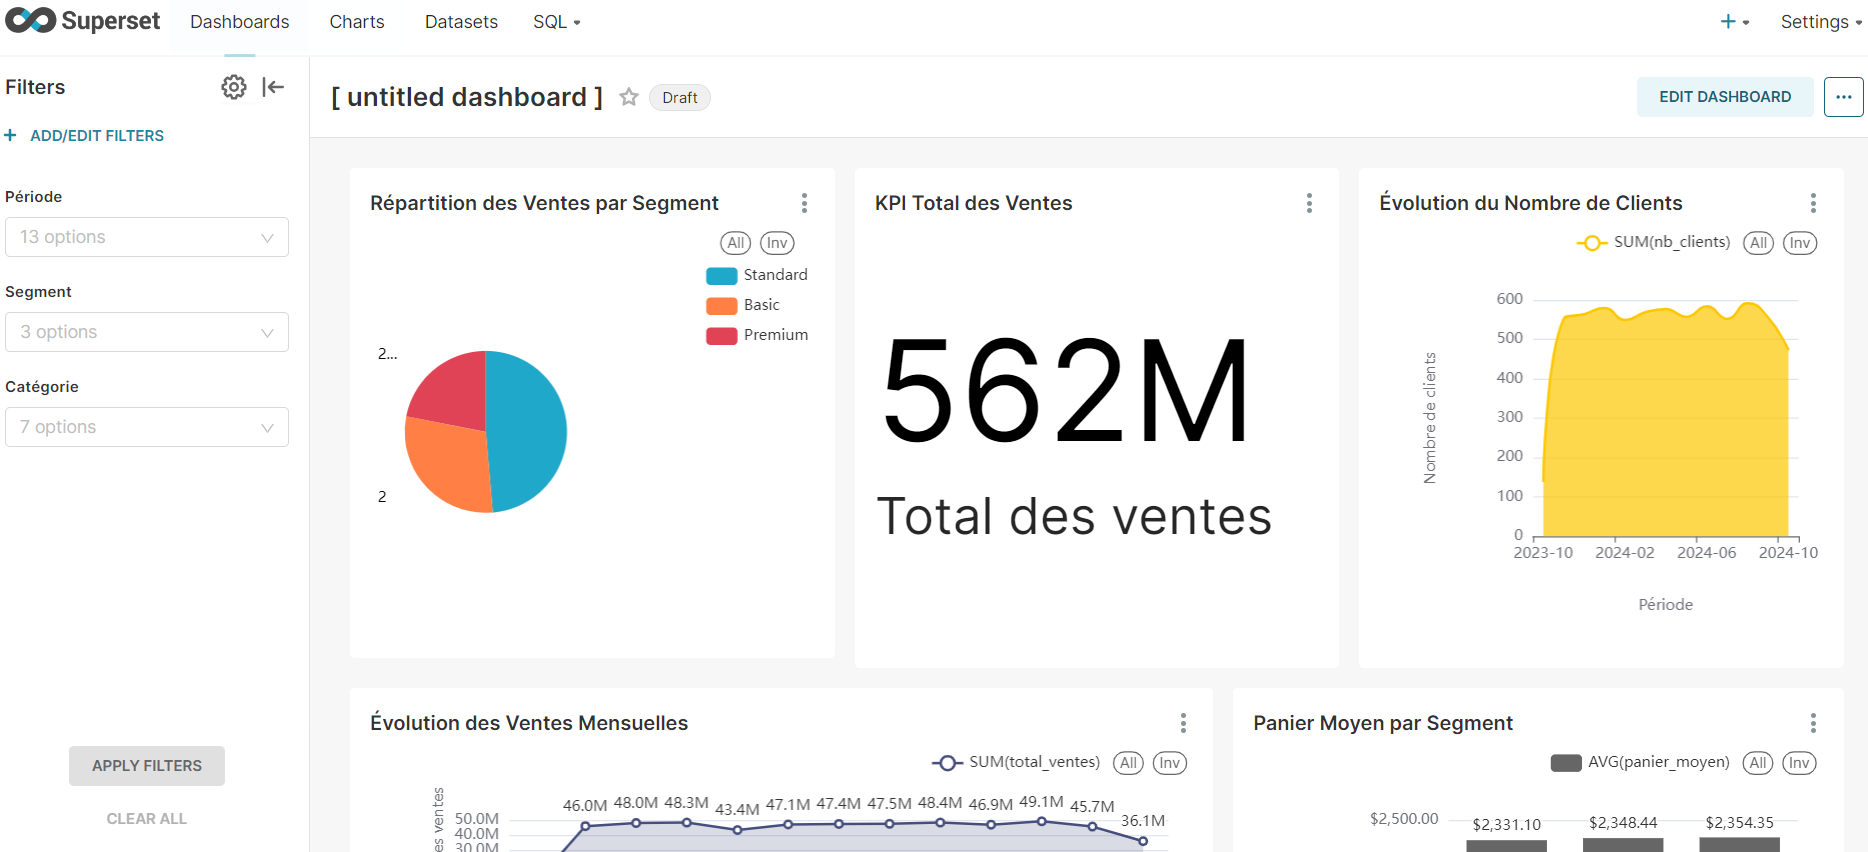 Superset Dashboards Charts Datasets SQL + Settings
Filters
+ ADD/EDIT FILTERS
Période
13 options
Segment
3 options
Catégorie
7 options
APPLY FILTERS
CLEAR ALL
[ untitled dashboard ] Draft
EDIT DASHBOARD ...
Répartition des Ventes par Segment
All Inv
Standard
Basic
Premium
2...
2
KPI Total des Ventes
562M
Total des ventes
Évolution du Nombre de Clients
SUM(nb_clients) All Inv
Nombre de clients
600
500
400
300
200
100
0
2023-10 2024-02 2024-06 2024-10
Période
Évolution des Ventes Mensuelles
SUM(total_ventes) All Inv
es ventes
50.0M
40.0M
30.0M
46.0M 48.0M 48.3M 43.4M 47.1M 47.4M 47.5M 48.4M 46.9M 49.1M 45.7M 36.1M
Panier Moyen par Segment
AVG(panier_moyen) All Inv
$2,500.00
$2,331.10 $2,348.44 $2,354.35